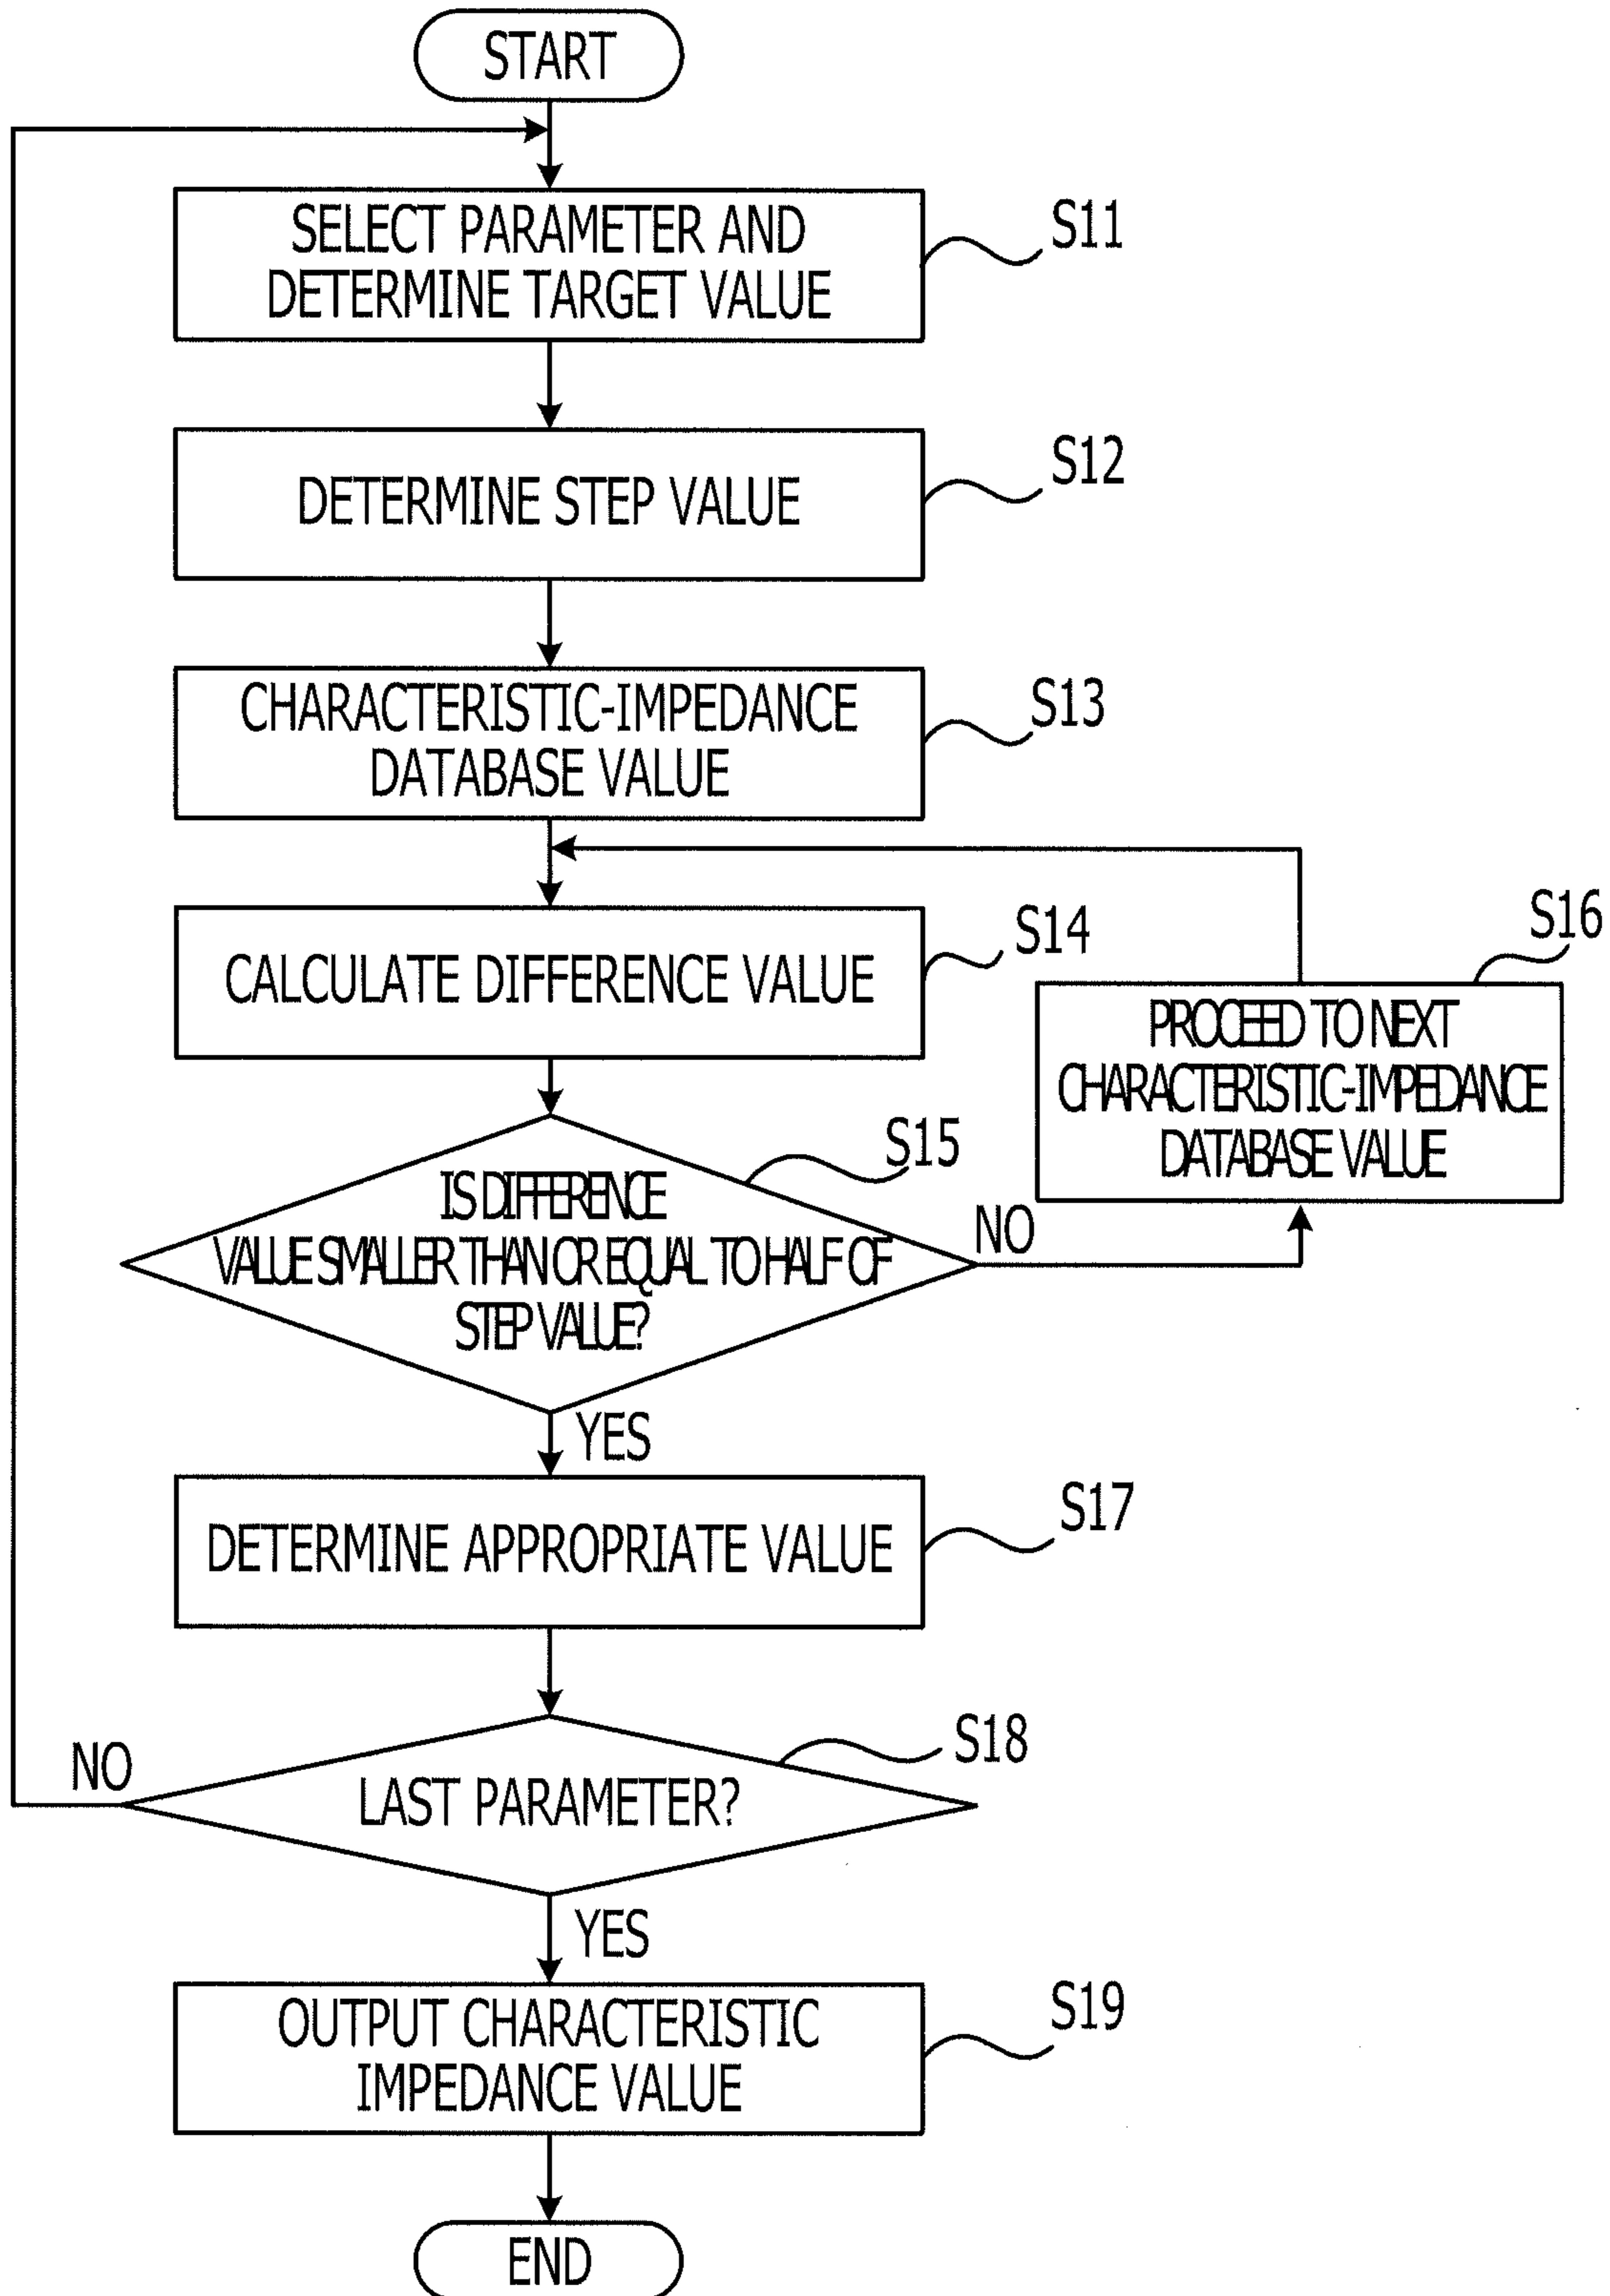 START
SELECT PARAMETER AND
DETERMINE TARGET VALUE
S11
DETERMINE STEP VALUE
S12
CHARACTERISTIC-IMPEDANCE
DATABASE VALUE
S13
CALCULATE DIFFERENCE VALUE
S14
S16
PROCEED TO NEXT
CHARACTERISTIC-IMPEDANCE
DATABASE VALUE
S15
IS DIFFERENCE
VALUE SMALLER THAN OR EQUAL TO HALF OF
STEP VALUE?
NO
YES
DETERMINE APPROPRIATE VALUE
S17
S18
NO
LAST PARAMETER?
YES
OUTPUT CHARACTERISTIC
IMPEDANCE VALUE
S19
END